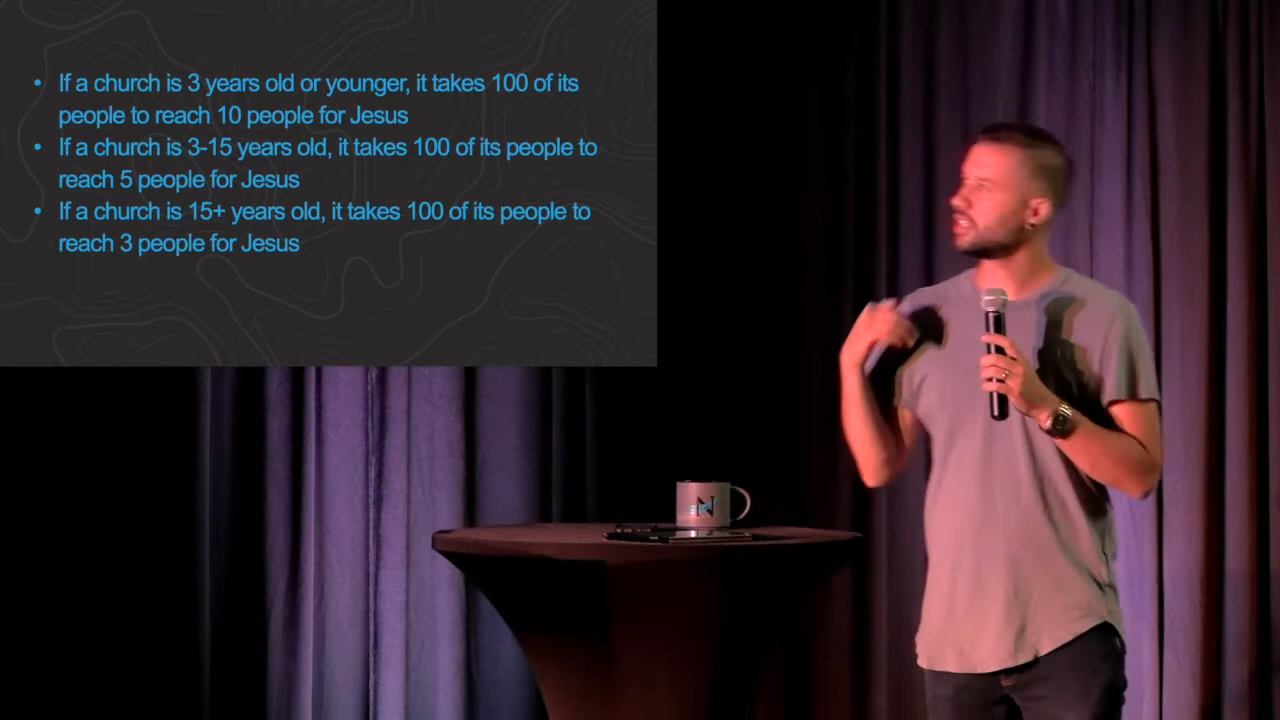 • If a church is 3 years old or younger, it takes 100 of its
people to reach 10 people for Jesus
• If a church is 3-15 years old, it takes 100 of its people to
reach 5 people for Jesus
• If a church is 15+ years old, it takes 100 of its people to
reach 3 people for Jesus
N